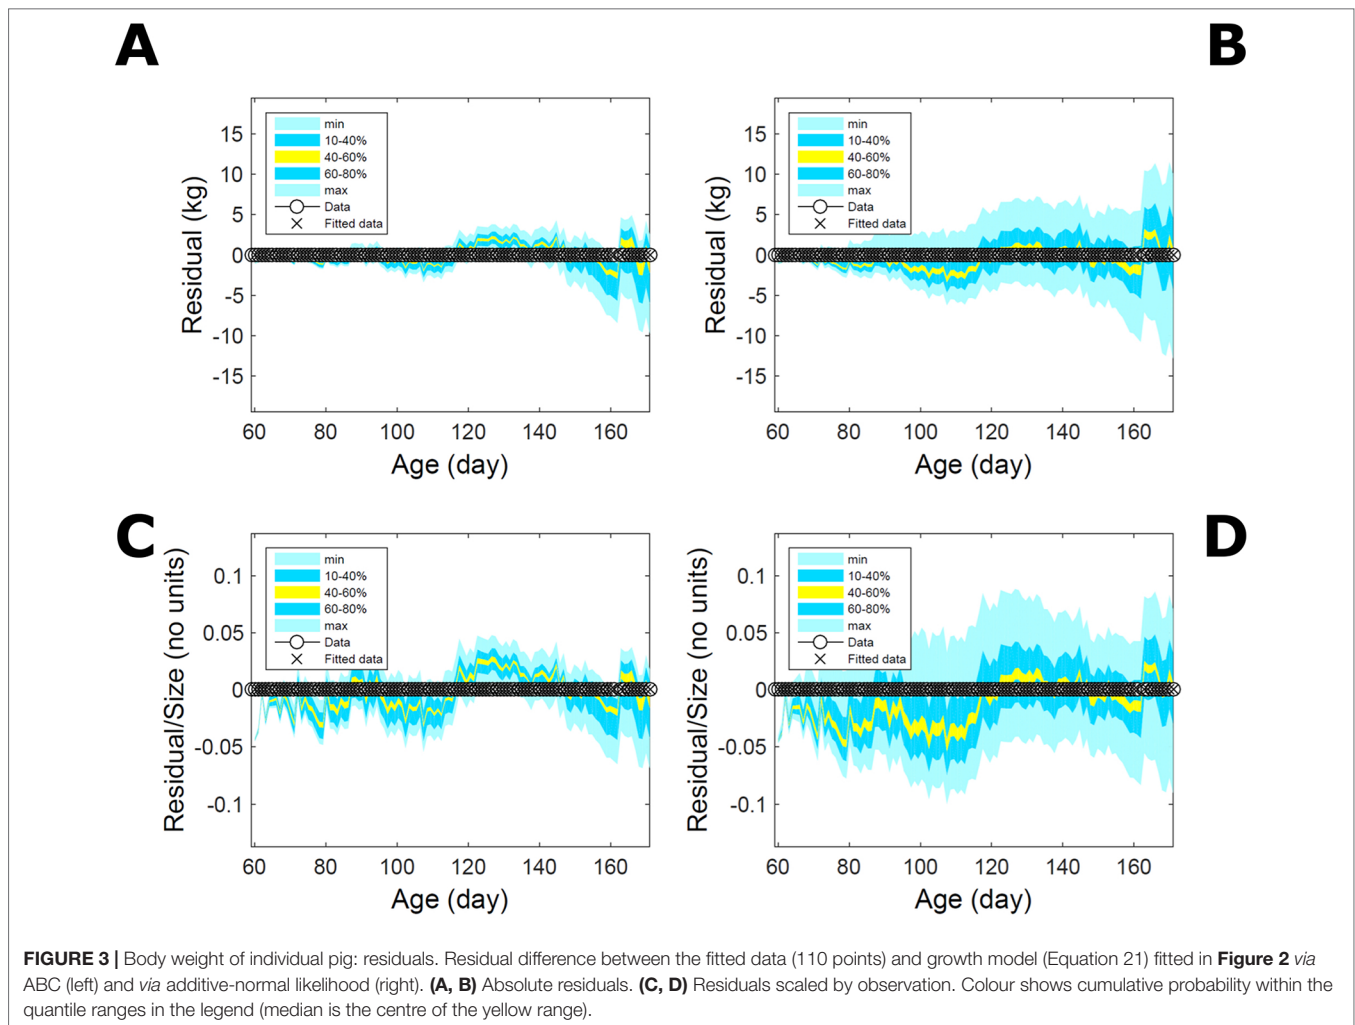 A
B
15
10
5
0
-5
-10
-15
60
80
100
120
140
160
Residual (kg)
Age (day)
min
10-40%
40-60%
60-80%
max
Data
Fitted data
15
10
5
0
-5
-10
-15
60
80
100
120
140
160
Residual (kg)
Age (day)
min
10-40%
40-60%
60-80%
max
Data
Fitted data
C
D
0.1
0.05
0
-0.05
-0.1
60
80
100
120
140
160
Residual/Size (no units)
Age (day)
min
10-40%
40-60%
60-80%
max
Data
Fitted data
0.1
0.05
0
-0.05
-0.1
60
80
100
120
140
160
Residual/Size (no units)
Age (day)
min
10-40%
40-60%
60-80%
max
Data
Fitted data
FIGURE 3 | Body weight of individual pig: residuals. Residual difference between the fitted data (110 points) and growth model (Equation 21) fitted in Figure 2 via
ABC (left) and via additive-normal likelihood (right). (A, B) Absolute residuals. (C, D) Residuals scaled by observation. Colour shows cumulative probability within the
quantile ranges in the legend (median is the centre of the yellow range).